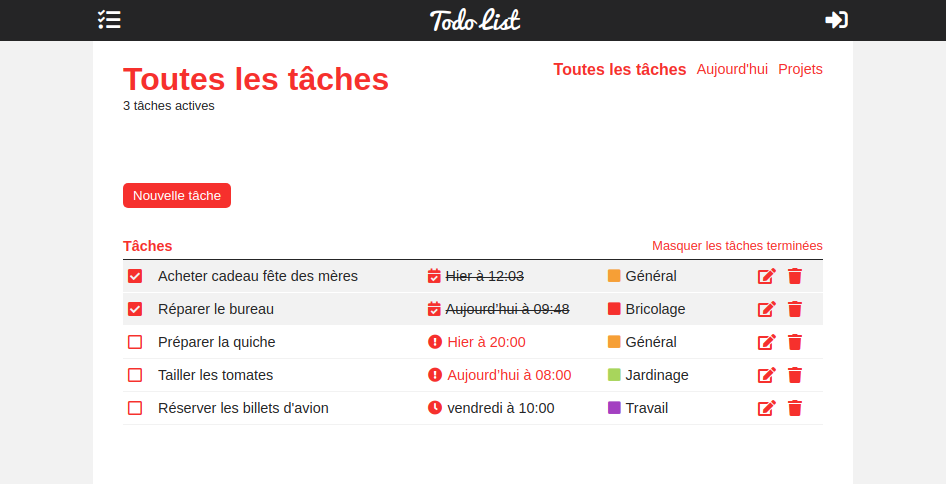 Todo List
Toutes les tâches
Toutes les tâches Aujourd'hui Projets
3 tâches actives
Nouvelle tâche
Tâches Masquer les tâches terminées
Acheter cadeau fête des mères Hier à 12:03 Général
Réparer le bureau Aujourd'hui à 09:48 Bricolage
Préparer la quiche Hier à 20:00 Général
Tailler les tomates Aujourd'hui à 08:00 Jardinage
Réserver les billets d'avion vendredi à 10:00 Travail